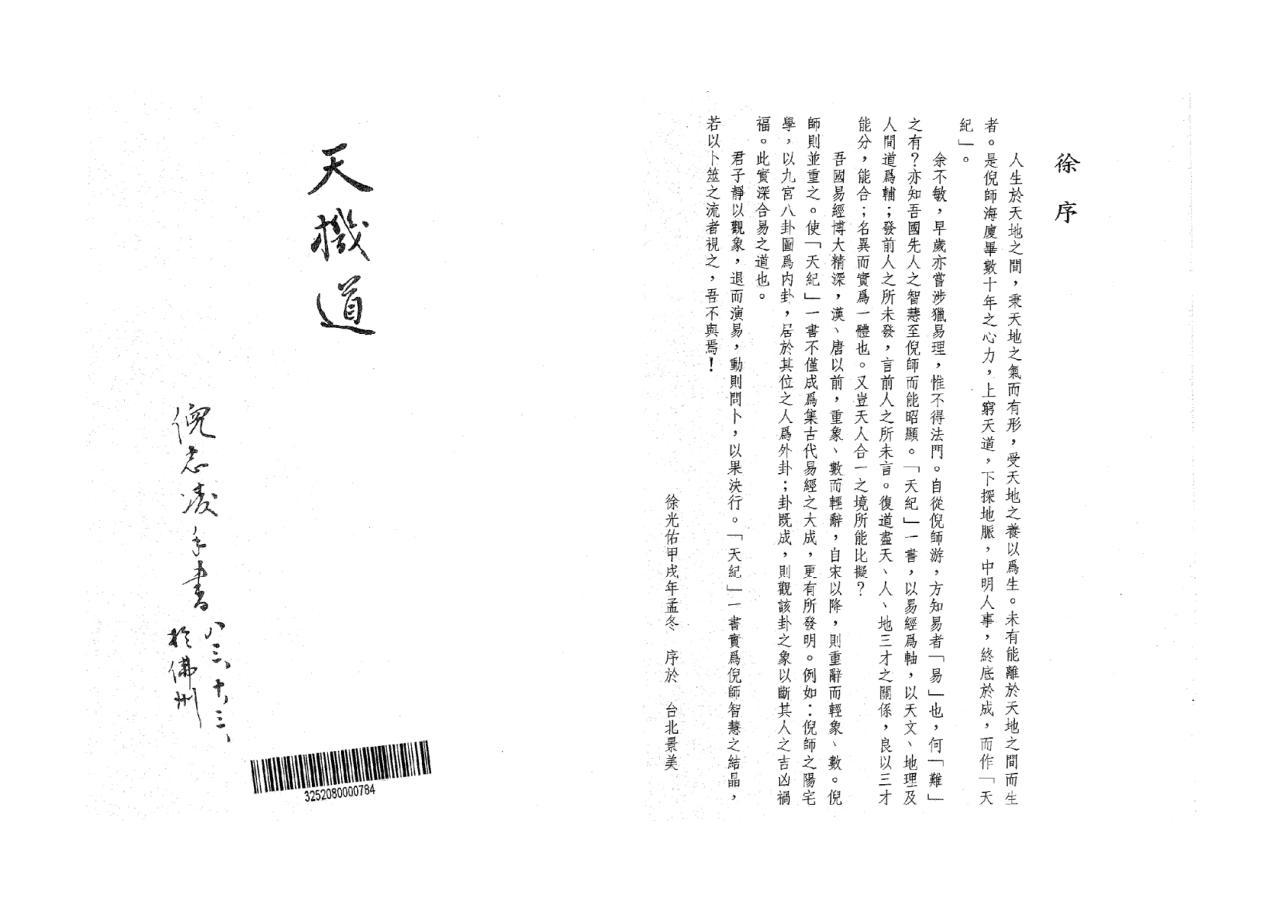 徐序
人生於天地之間，秉天地之氣而有形，受天地之養以爲生。未有能離於天地之間而生
者。是倪師海廈畢數十年之心力，上窮天道，下探地脈，中明人事，終底於成，而作「天
紀」。
余不敏，早歲亦嘗涉獵易理，惟不得法門。自從倪師游，方知易者「易」也，何「難」
之有？亦知吾國先人之智慧至倪師而能昭顯。「天紀」一書，以易經爲軸，以天文、地理及
人間道爲輔；發前人之所未發，言前人之所未言。復道盡天、人、地三才之關係，良以三才
能分，能合；名異而實爲一體也。又豈天人合一之境所能比擬？
吾國易經博大精深，漢、唐以前，重象、數而輕辭，自宋以降，則重辭而輕象、數。倪
師則並重之。使「天紀」一書不僅成爲集古代易經之大成，更有所發明。例如：倪師之陽宅
學，以九宮八卦圖爲內卦，居於其位之人爲外卦；卦既成，則觀該卦之象以斷其人之吉凶禍
福。此實深合易之道也。
君子靜以觀象，退而演易，動則問卜，以果決行。「天紀」一書實爲倪師智慧之結晶，
若以卜筮之流者視之，吾不與焉！
徐光佑甲戌年孟冬 序於 台北景美
天機道
倪志凌手書 八三、十、三、
於佛州
3252080000784